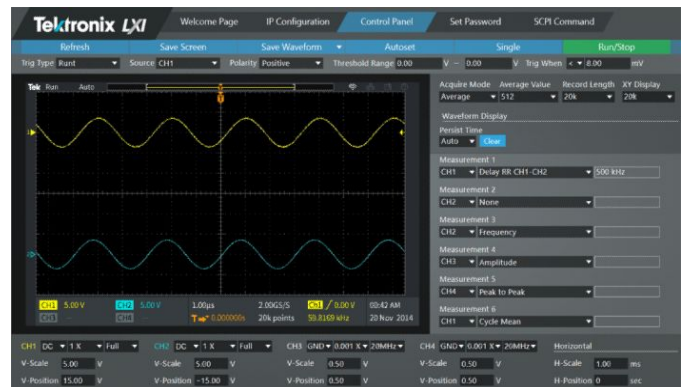 Tektronix LXI Welcome Page IP Configuration Control Panel Set Password SCPI Command
Refresh Save Screen Save Waveform Autoset Single Run/Stop
Trig Type Runt Source CH1 Polarity Positive Threshold Range 0.00 V - 0.00 V Trig When < 8.00 mV
Tek Run Auto
Acquire Mode Average Value Record Length XY Display
Average 512 20k 20k
Waveform Display
Persist Time
Auto Clear
Measurement 1
CH1 Delay RR CH1-CH2 500 kHz
Measurement 2
CH2 None
Measurement 3
CH2 Frequency
Measurement 4
CH3 Amplitude
Measurement 5
CH4 Peak to Peak
Measurement 6
CH1 Cycle Mean
CH1 5.00 V CH2 5.00 V 1.00µs 2.00GS/S CH1 / 0.00 V 00:42 AM
CH3 -- -- 0.000000s 20k points 20 Nov 2014
CH1 DC 1 X Full CH2 DC 1 X Full CH3 GND 0.001 X 20MHz CH4 GND 0.001 X 20MHz Horizontal
V-Scale 5.00 V V-Scale 5.00 V V-Scale 0.50 V V-Scale 0.50 V H-Scale 1.00 ms
V-Position 15.00 V V-Position -15.00 V V-Position 0.50 V V-Position 0.50 V H-Position sec